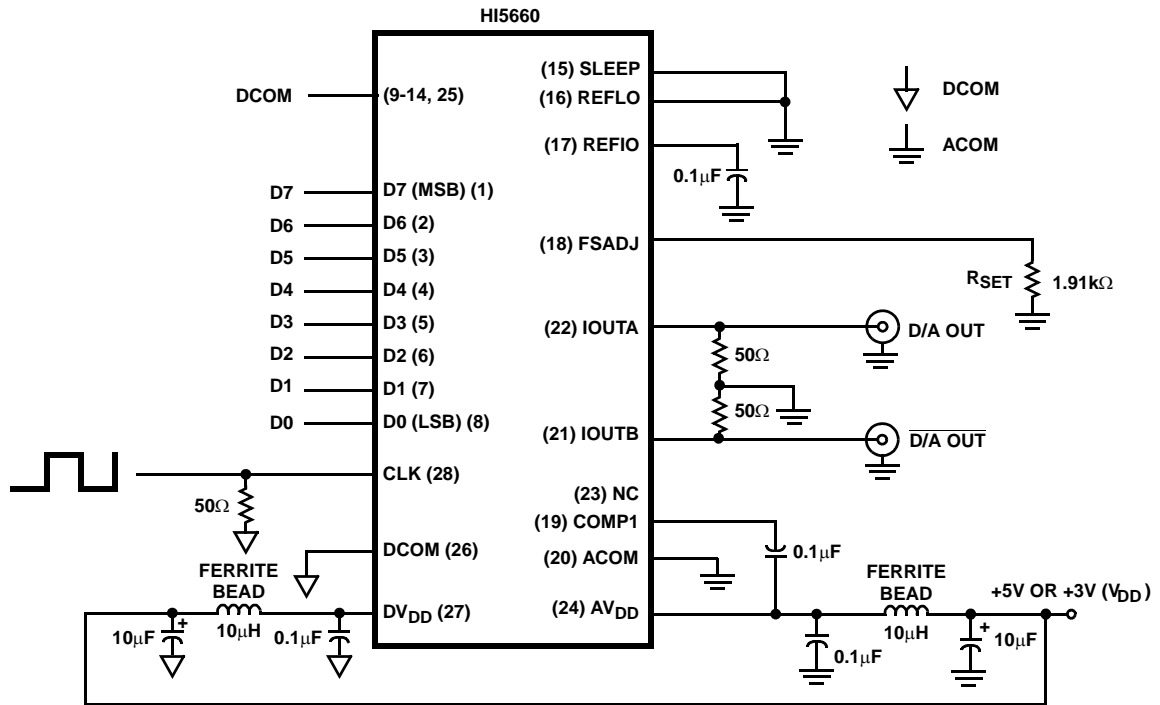 HI5660
DCOM
(9-14, 25)
D7
D7 (MSB) (1)
D6
D6 (2)
D5
D5 (3)
D4
D4 (4)
D3
D3 (5)
D2
D2 (6)
D1
D1 (7)
D0
D0 (LSB) (8)
CLK (28)
50Ω
DCOM (26)
FERRITE
BEAD
10µH
10µF
+
0.1µF
DVDD (27)
(15) SLEEP
(16) REFLO
(17) REFIO
0.1µF
(18) FSADJ
RSET
1.91kΩ
(22) IOUTA
50Ω
D/A OUT
50Ω
(21) IOUTB
D/A OUT
(23) NC
(19) COMP1
0.1µF
(20) ACOM
(24) AVDD
FERRITE
BEAD
10µH
0.1µF
+
10µF
+5V OR +3V (VDD)
DCOM
ACOM